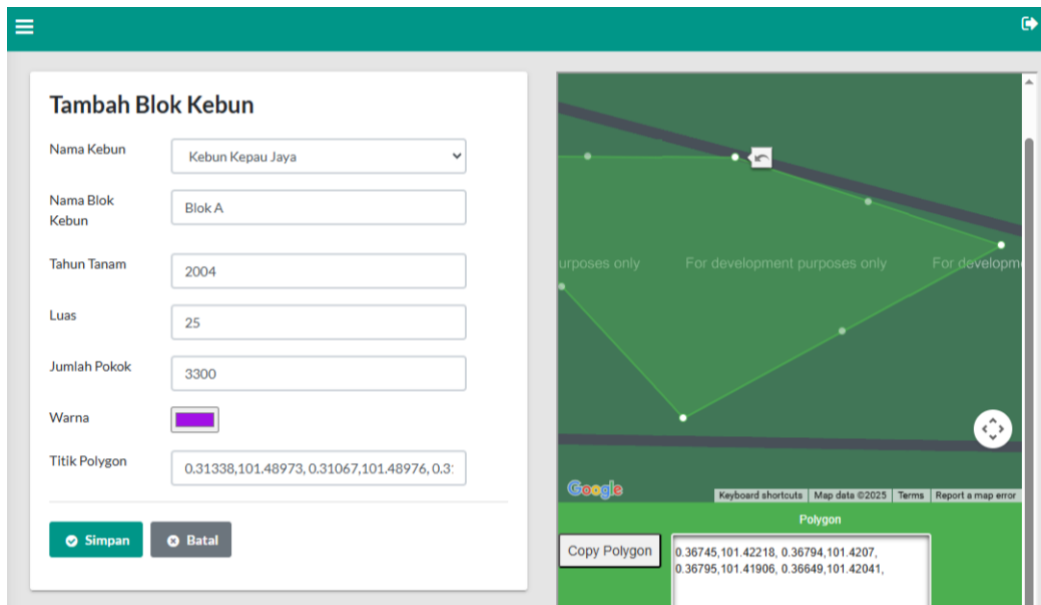 Tambah Blok Kebun
Nama Kebun
Kebun Kepau Jaya
Nama Blok
Kebun
Blok A
Tahun Tanam
2004
Luas
25
Jumlah Pokok
3300
Warna
Titik Polygon
0.31338,101.48973, 0.31067,101.48976, 0.3
Simpan
Batal
urposes only
For development purposes only
For developm
Google
Keyboard shortcuts
Map data ©2025
Terms
Report a map error
Polygon
Copy Polygon
0.36745,101.42218, 0.36794,101.4207,
0.36795,101.41906, 0.36649,101.42041,